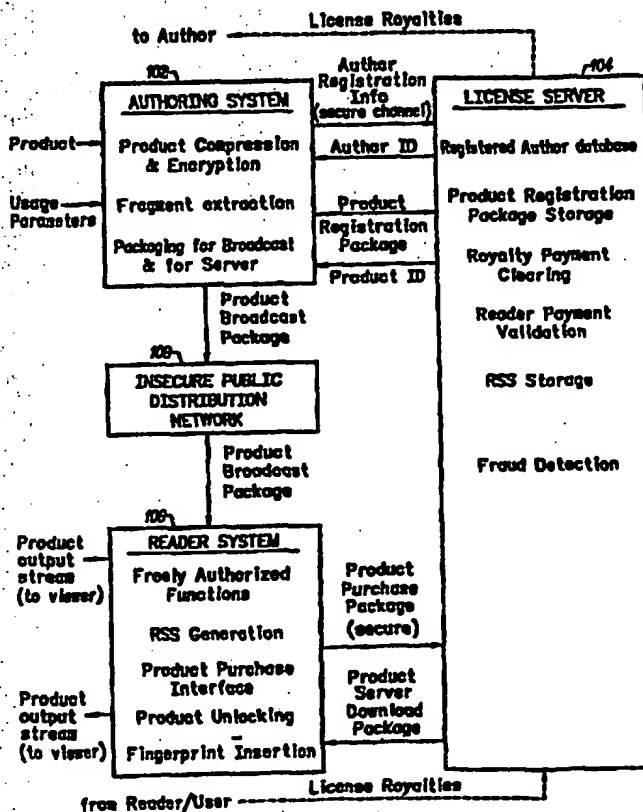 License Royalties
to Author
102
104
AUTHORING SYSTEM
Product Compression
& Encryption
Fragment extraction
Packaging for Broadcast
& for Server
Product
Usage
Parameters
Author
Registration
Info
(secure channel)
Author ID
Product
Registration
Package
Product ID
LICENSE SERVER
Registered Author database
Product Registration
Package Storage
Royalty Payment
Clearing
Reader Payment
Validation
RSS Storage
Fraud Detection
Product
Broadcast
Package
INSECURE PUBLIC
DISTRIBUTION
NETWORK
Product
Broadcast
Package
READER SYSTEM
Freely Authorized
Functions
RSS Generation
Product Purchase
Interface
Product Unlocking
Fingerprint Insertion
Product
output
stream
(to viewer)
Product
output
stream
(to viewer)
Product
Purchase
Package
(secure)
Product
Server
Download
Package
License Royalties
from Reader/User